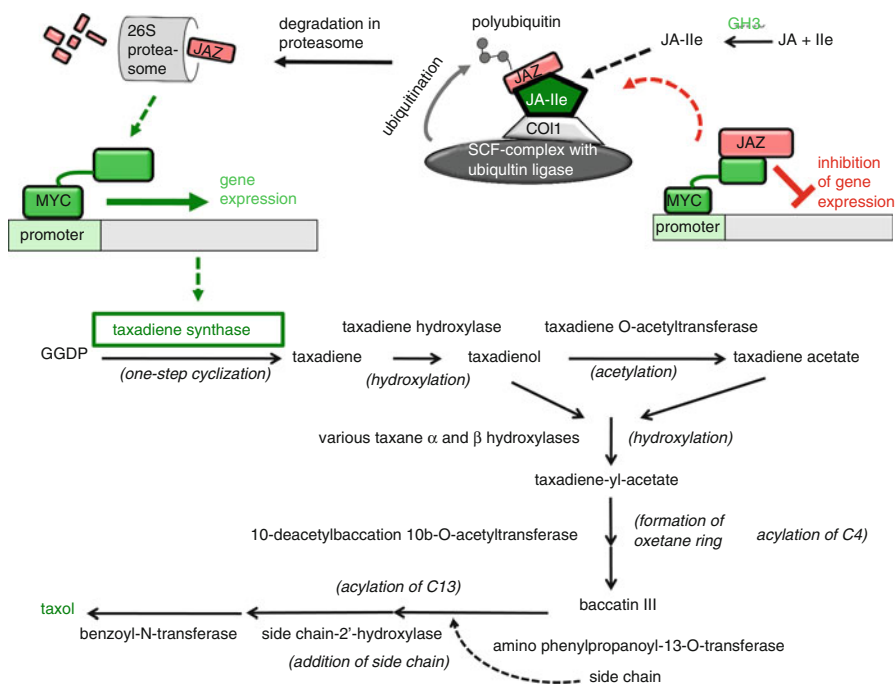 26S
protea-
some
JAZ
degradation in
proteasome
polyubiquitin
ubiquitination
JAZ
JA-IIe
COI1
SCF-complex with
ubiqultin ligase
JA-IIe
GH3
JA + IIe
JAZ
MYC
promoter
inhibition
of gene
expression
MYC
promoter
gene
expression
taxadiene synthase
GGDP
(one-step cyclization)
taxadiene
taxadiene hydroxylase
(hydroxylation)
taxadienol
taxadiene O-acetyltransferase
(acetylation)
taxadiene acetate
various taxane α and β hydroxylases
(hydroxylation)
taxadiene-yl-acetate
10-deacetylbaccation 10b-O-acetyltransferase
(formation of
oxetane ring
acylation of C4)
baccatin III
(acylation of C13)
taxol
benzoyl-N-transferase
side chain-2'-hydroxylase
(addition of side chain)
amino phenylpropanoyl-13-O-transferase
side chain